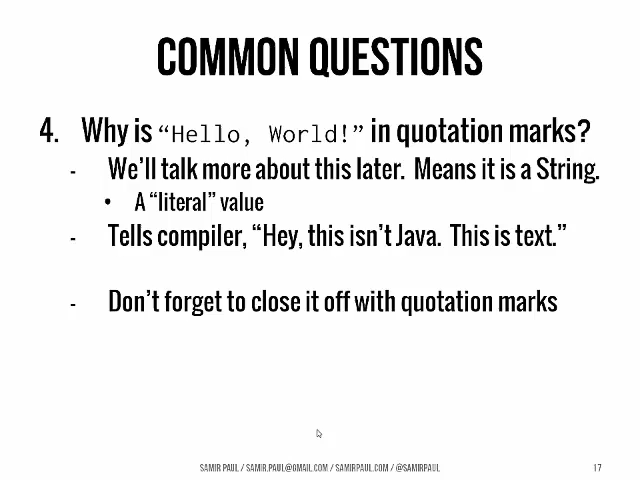 COMMON QUESTIONS
4. Why is “Hello, World!” in quotation marks?
- We’ll talk more about this later. Means it is a String.
• A “literal” value
- Tells compiler, “Hey, this isn’t Java. This is text.”
- Don’t forget to close it off with quotation marks
SAMIR PAUL / SAMIR.PAUL@GMAIL.COM / SAMIRPAUL.COM / @SAMIRPAUL
17